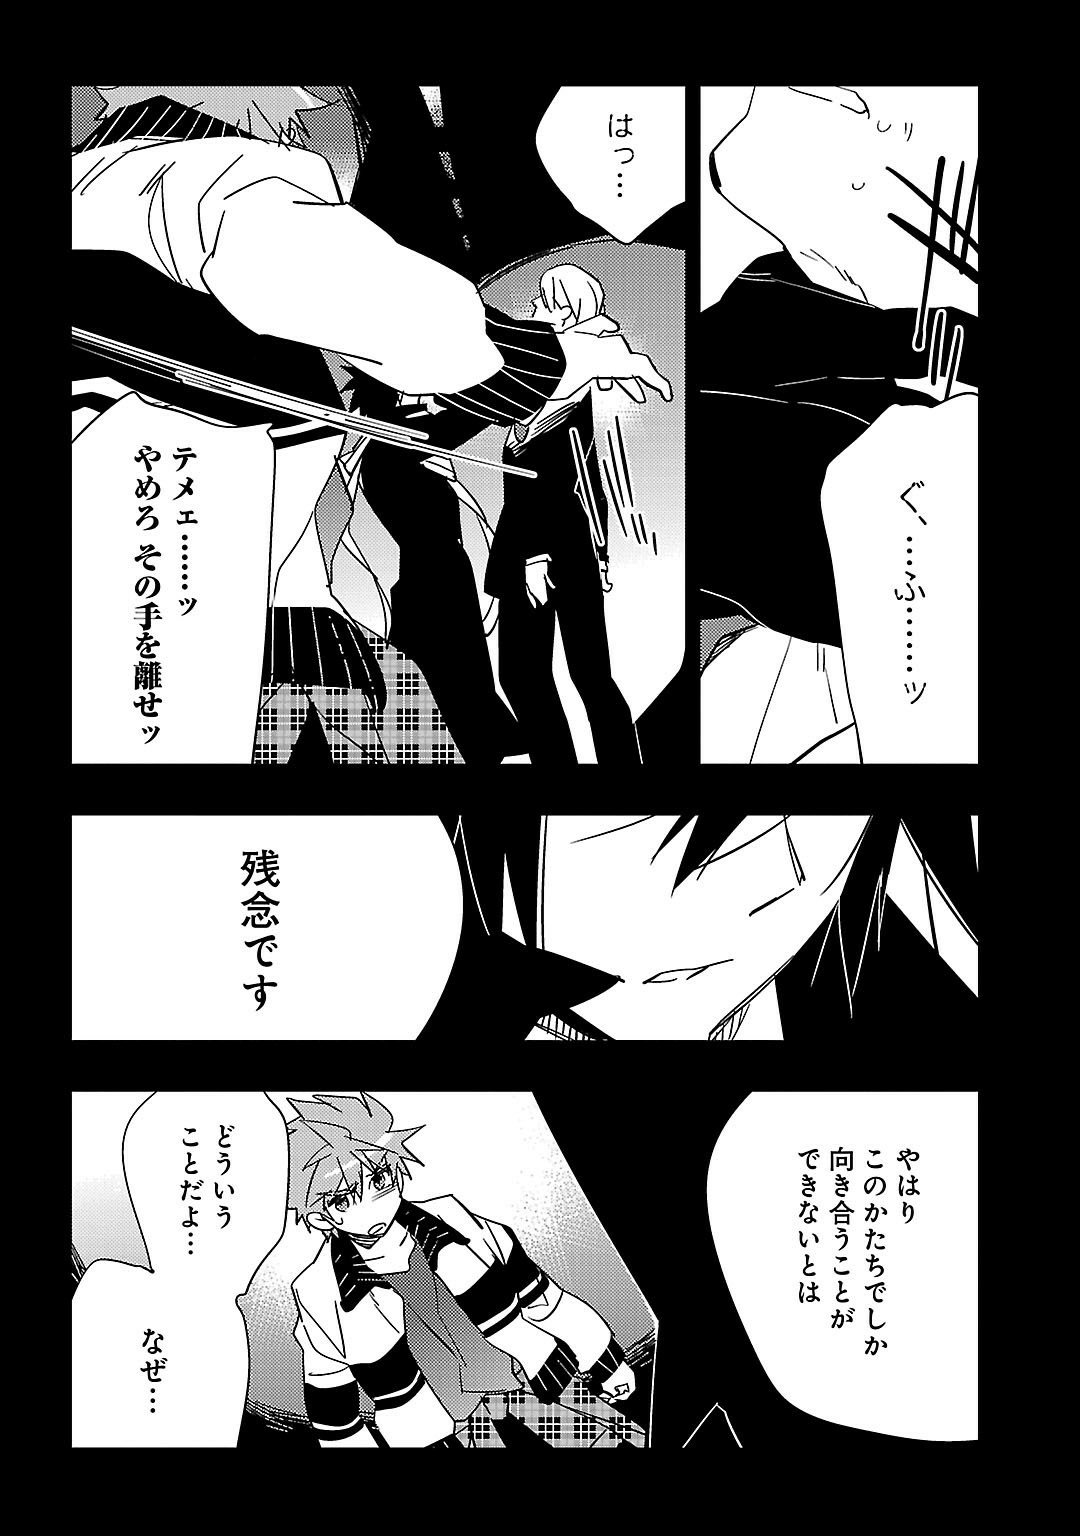 ぐ、…ふ………ッ
はっ…
テメェ……ッ
やめろ その手を離せッ
残念です
やはり
このかたちでしか
向き合うことが
できないとは
どういう
ことだよ…
なぜ…